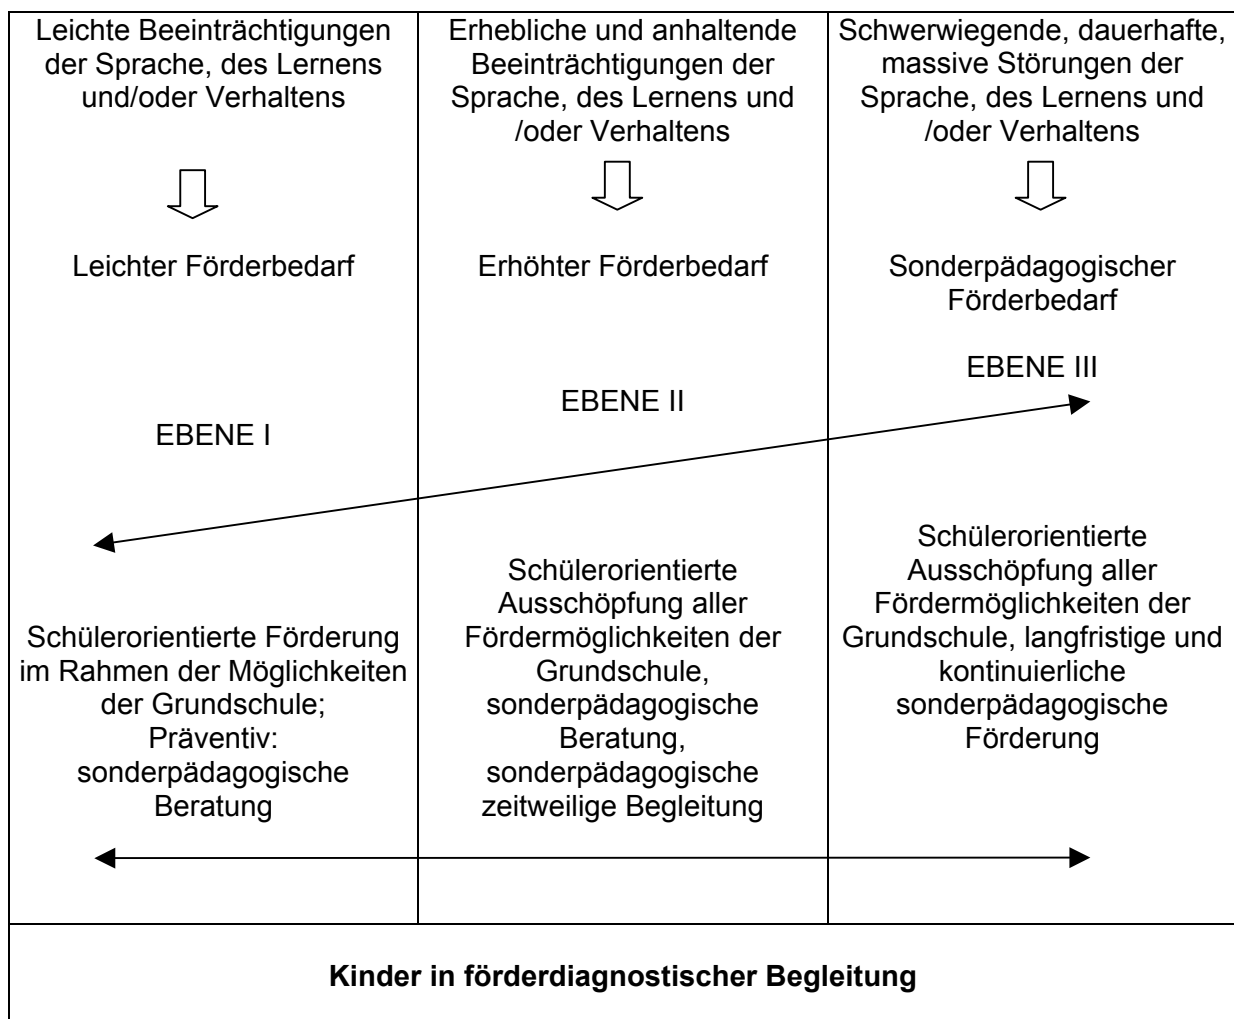 Leichte Beeinträchtigungen
der Sprache, des Lernens
und/oder Verhaltens
Leichter Förderbedarf
EBENE I
Schülerorientierte Förderung
im Rahmen der Möglichkeiten
der Grundschule;
Präventiv:
sonderpädagogische
Beratung
Erhebliche und anhaltende
Beeinträchtigungen der
Sprache, des Lernens und
/oder Verhaltens
Erhöhter Förderbedarf
EBENE II
Schülerorientierte
Ausschöpfung aller
Fördermöglichkeiten der
Grundschule,
sonderpädagogische
Beratung,
sonderpädagogische
zeitweilige Begleitung
Schwerwiegende, dauerhafte,
massive Störungen der
Sprache, des Lernens und
/oder Verhaltens
Sonderpädagogischer
Förderbedarf
EBENE III
Schülerorientierte
Ausschöpfung aller
Fördermöglichkeiten der
Grundschule, langfristige und
kontinuierliche
sonderpädagogische
Förderung
Kinder in förderdiagnostischer Begleitung